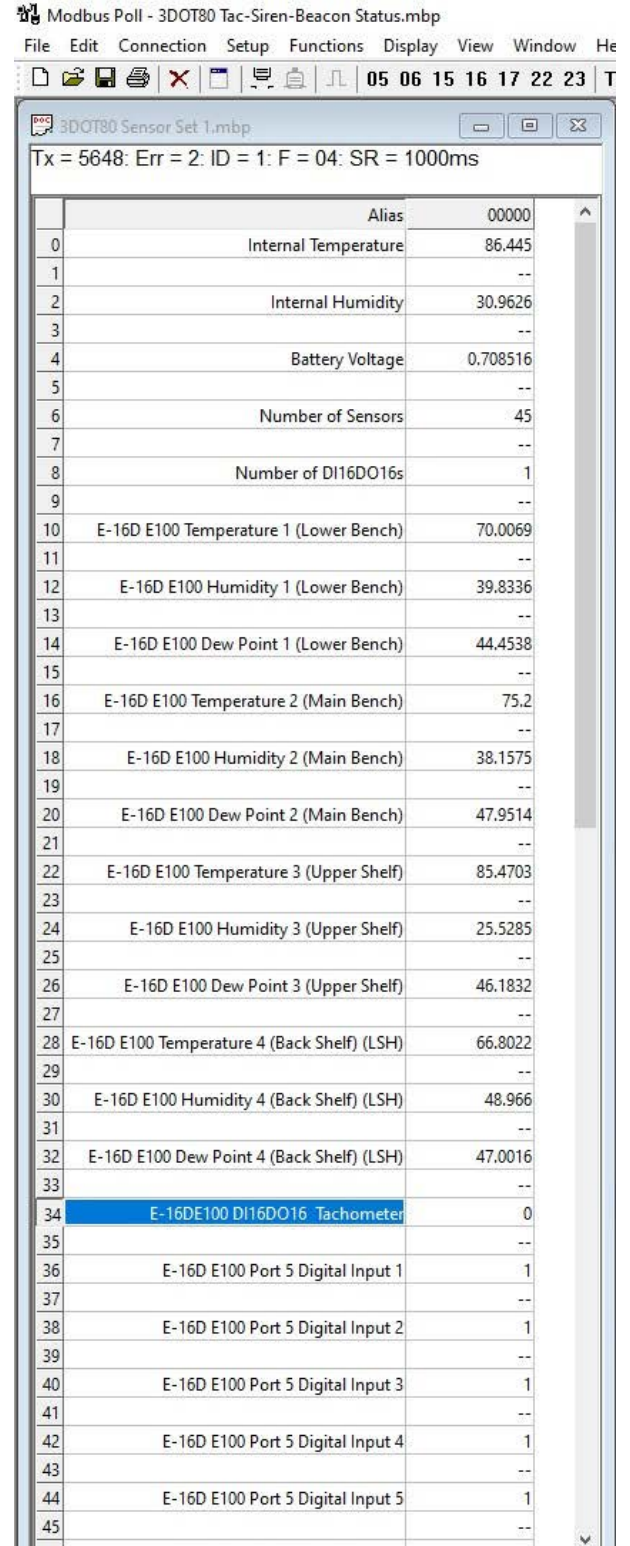 Modbus Poll - 3DOT80 Tac-Siren-Beacon Status.mbp
File Edit Connection Setup Functions Display View Window He
05 06 15 16 17 22 23 T
3DOT80 Sensor Set 1.mbp
Tx = 5648: Err = 2: ID = 1: F = 04: SR = 1000ms
Alias 00000
0 Internal Temperature 86.445
1 --
2 Internal Humidity 30.9626
3 --
4 Battery Voltage 0.708516
5 --
6 Number of Sensors 45
7 --
8 Number of DI16DO16s 1
9 --
10 E-16D E100 Temperature 1 (Lower Bench) 70.0069
11 --
12 E-16D E100 Humidity 1 (Lower Bench) 39.8336
13 --
14 E-16D E100 Dew Point 1 (Lower Bench) 44.4538
15 --
16 E-16D E100 Temperature 2 (Main Bench) 75.2
17 --
18 E-16D E100 Humidity 2 (Main Bench) 38.1575
19 --
20 E-16D E100 Dew Point 2 (Main Bench) 47.9514
21 --
22 E-16D E100 Temperature 3 (Upper Shelf) 85.4703
23 --
24 E-16D E100 Humidity 3 (Upper Shelf) 25.5285
25 --
26 E-16D E100 Dew Point 3 (Upper Shelf) 46.1832
27 --
28 E-16D E100 Temperature 4 (Back Shelf) (LSH) 66.8022
29 --
30 E-16D E100 Humidity 4 (Back Shelf) (LSH) 48.966
31 --
32 E-16D E100 Dew Point 4 (Back Shelf) (LSH) 47.0016
33 --
34 E-16DE100 DI16DO16 Tachometer 0
35 --
36 E-16D E100 Port 5 Digital Input 1 1
37 --
38 E-16D E100 Port 5 Digital Input 2 1
39 --
40 E-16D E100 Port 5 Digital Input 3 1
41 --
42 E-16D E100 Port 5 Digital Input 4 1
43 --
44 E-16D E100 Port 5 Digital Input 5 1
45 --